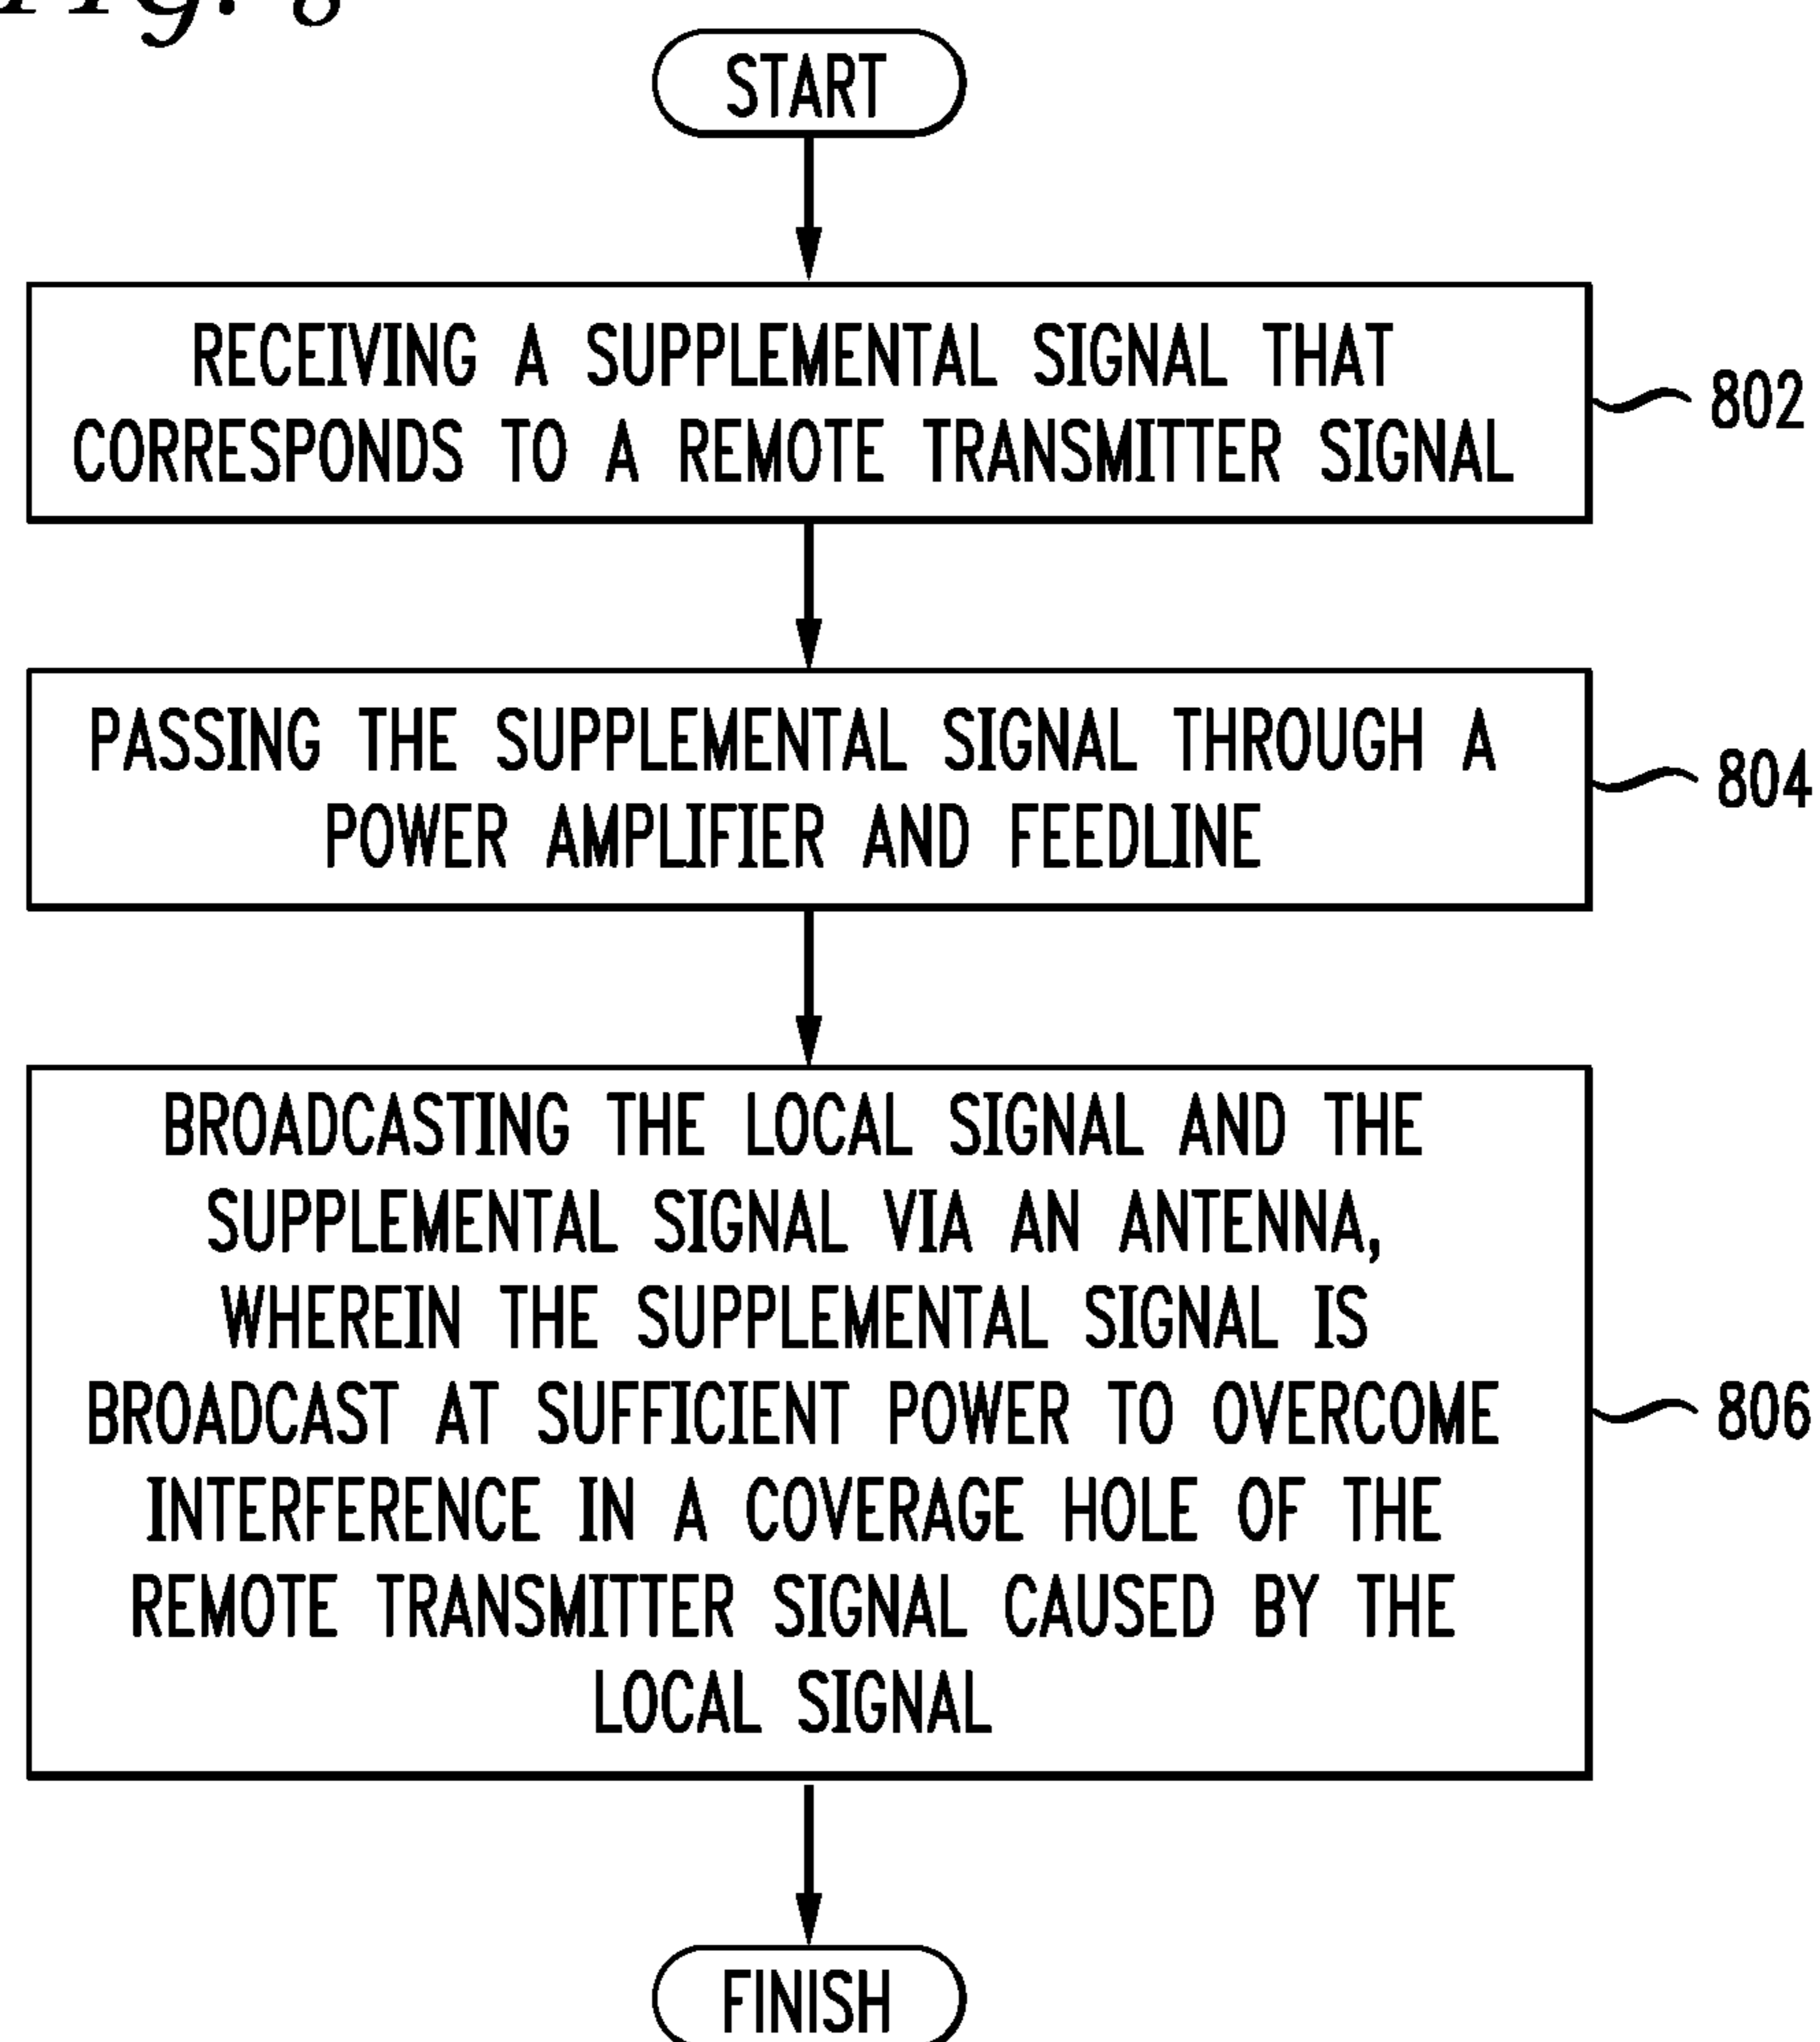 FIG. 8
START
RECEIVING A SUPPLEMENTAL SIGNAL THAT
CORRESPONDS TO A REMOTE TRANSMITTER SIGNAL
802
PASSING THE SUPPLEMENTAL SIGNAL THROUGH A
POWER AMPLIFIER AND FEEDLINE
804
BROADCASTING THE LOCAL SIGNAL AND THE
SUPPLEMENTAL SIGNAL VIA AN ANTENNA,
WHEREIN THE SUPPLEMENTAL SIGNAL IS
BROADCAST AT SUFFICIENT POWER TO OVERCOME
INTERFERENCE IN A COVERAGE HOLE OF THE
REMOTE TRANSMITTER SIGNAL CAUSED BY THE
LOCAL SIGNAL
806
FINISH